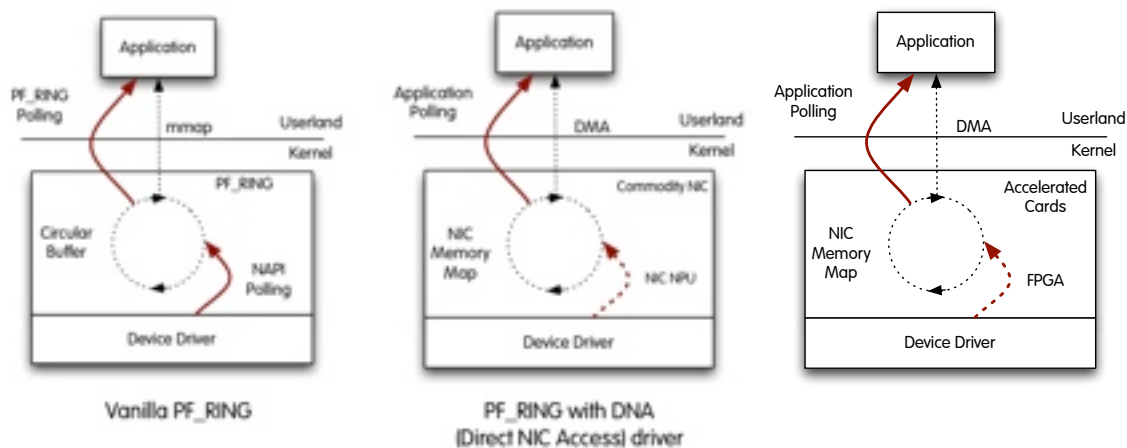 Application
PF_RING
Polling
mmap
Userland
Kernel
PF_RING
Circular
Buffer
NAPI
Polling
Device Driver
Vanilla PF_RING
Application
Application
Polling
DMA
Userland
Kernel
Commodity NIC
NIC
Memory
Map
NIC NPU
Device Driver
PF_RING with DNA
(Direct NIC Access) driver
Application
Application
Polling
DMA
Userland
Kernel
Accelerated
Cards
NIC
Memory
Map
FPGA
Device Driver